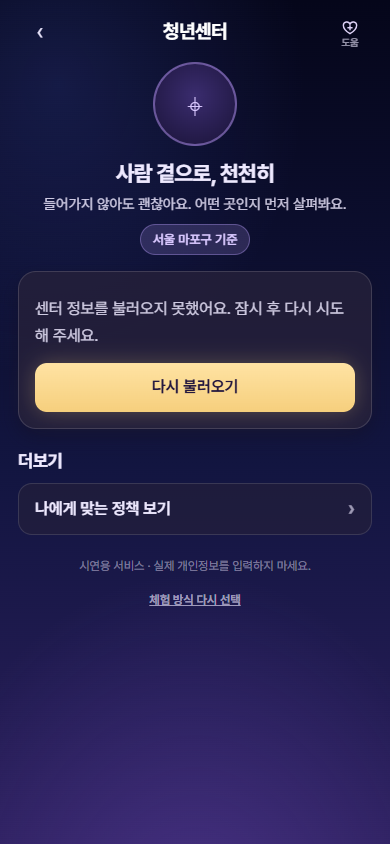 청년센터
도움
사람 곁으로, 천천히
들어가지 않아도 괜찮아요. 어떤 곳인지 먼저 살펴봐요.
서울 마포구 기준
센터 정보를 불러오지 못했어요. 잠시 후 다시 시도
해 주세요.
다시 불러오기
더보기
나에게 맞는 정책 보기
시연용 서비스 · 실제 개인정보를 입력하지 마세요.
체험 방식 다시 선택